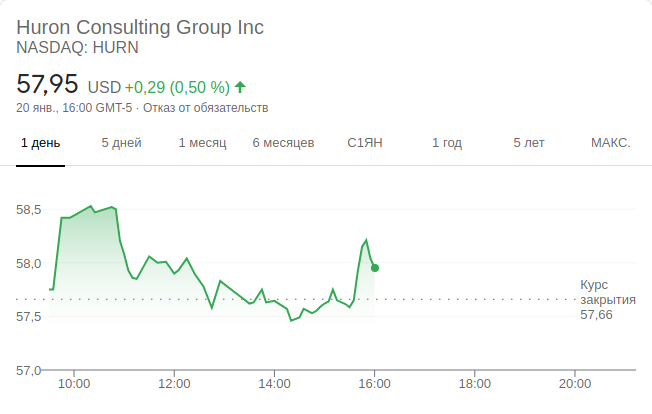 Huron Consulting Group Inc
NASDAQ: HURN
57,95 USD +0,29 (0,50 %)
20 янв., 16:00 GMT-5 · Отказ от обязательств
1 день 5 дней 1 месяц 6 месяцев С1ЯН 1 год 5 лет МАКС.
58,5
58,0
Курс
закрытия
57,66
57,5
57,0
10:00 12:00 14:00 16:00 18:00 20:00